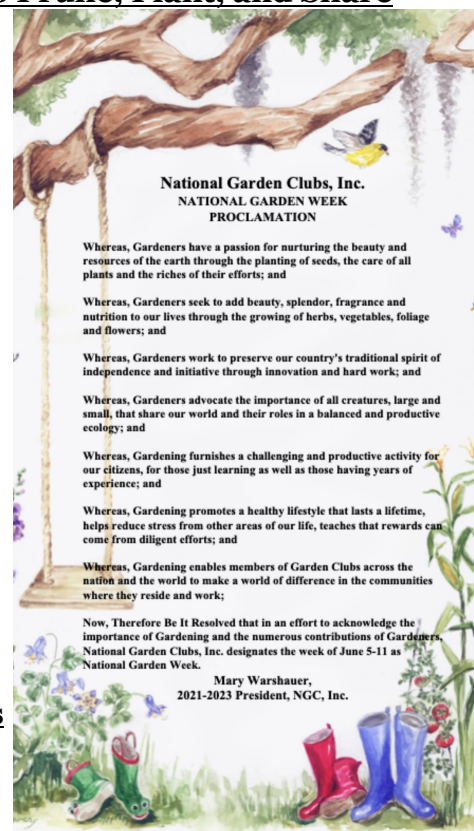 Prune, Plant, and Share
National Garden Clubs, Inc.
NATIONAL GARDEN WEEK
PROCLAMATION
Whereas, Gardeners have a passion for nurturing the beauty and
resources of the earth through the planting of seeds, the care of all
plants and the riches of their efforts; and
Whereas, Gardeners seek to add beauty, splendor, fragrance and
nutrition to our lives through the growing of herbs, vegetables, foliage
and flowers; and
Whereas, Gardeners work to preserve our country's traditional spirit of
independence and initiative through innovation and hard work; and
Whereas, Gardeners advocate the importance of all creatures, large and
small, that share our world and their roles in a balanced and productive
ecology; and
Whereas, Gardening furnishes a challenging and productive activity for
our citizens, for those just learning as well as those having years of
experience; and
Whereas, Gardening promotes a healthy lifestyle that lasts a lifetime,
helps reduce stress from other areas of our life, teaches that rewards can
come from diligent efforts; and
Whereas, Gardening enables members of Garden Clubs across the
nation and the world to make a world of difference in the communities
where they reside and work;
Now, Therefore Be It Resolved that in an effort to acknowledge the
importance of Gardening and the numerous contributions of Gardeners,
National Garden Clubs, Inc. designates the week of June 5-11 as
National Garden Week.
Mary Warshauer,
2021-2023 President, NGC, Inc.